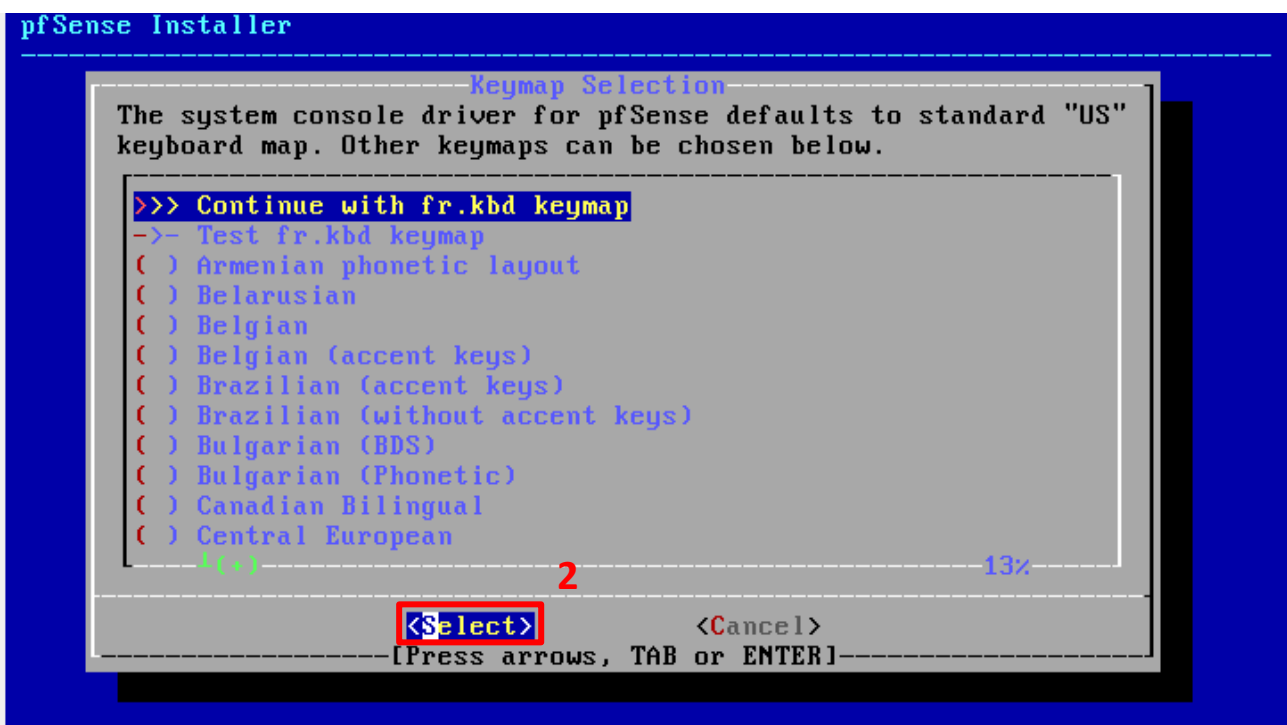 pfSense Installer
Keymap Selection
The system console driver for pfSense defaults to standard "US"
keyboard map. Other keymaps can be chosen below.
>>> Continue with fr.kbd keymap
->- Test fr.kbd keymap
( ) Armenian phonetic layout
( ) Belarusian
( ) Belgian
( ) Belgian (accent keys)
( ) Brazilian (accent keys)
( ) Brazilian (without accent keys)
( ) Bulgarian (BDS)
( ) Bulgarian (Phonetic)
( ) Canadian Bilingual
( ) Central European
┴(+) 13%
2
<Select> <Cancel>
[Press arrows, TAB or ENTER]